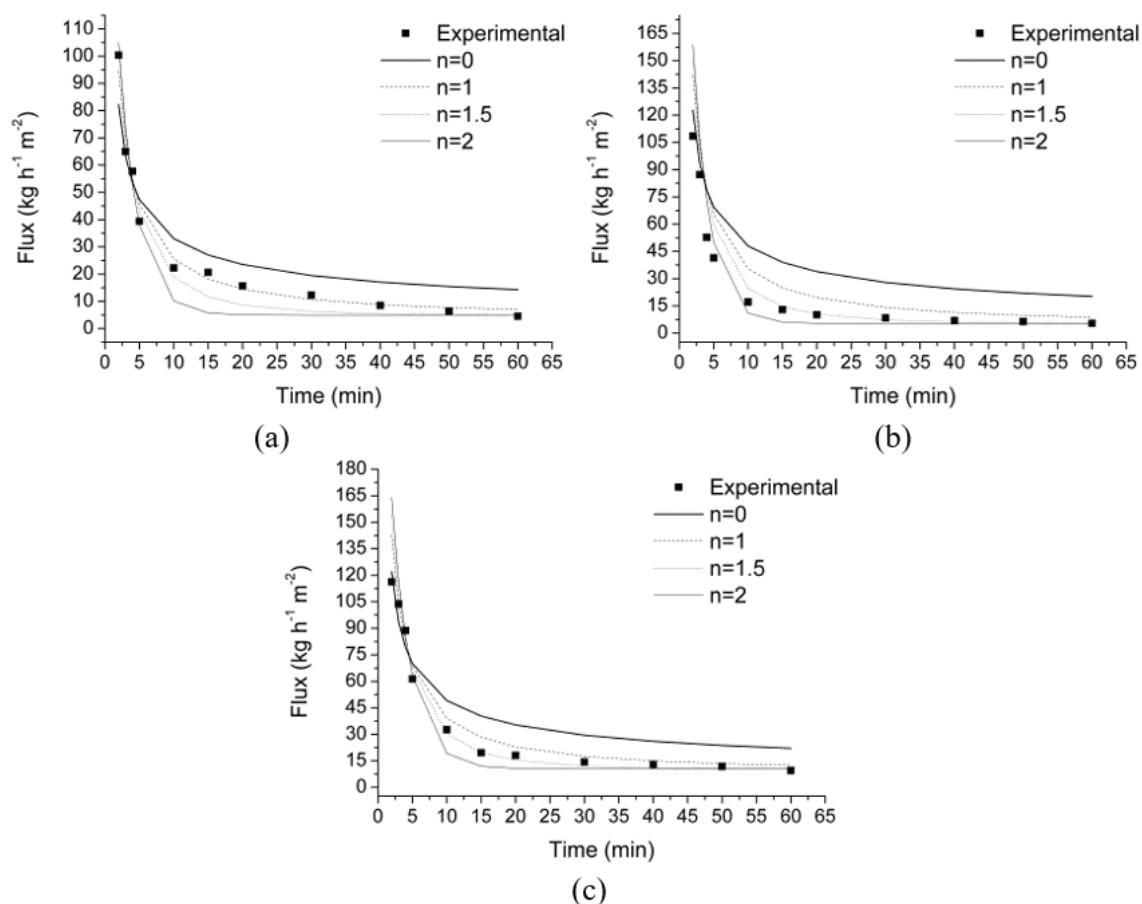 110
100
90
80
70
60
50
40
30
20
10
0
Flux (kg h⁻¹ m⁻²)
Experimental
n=0
n=1
n=1.5
n=2
0 5 10 15 20 25 30 35 40 45 50 55 60 65
Time (min)
(a)
165
150
135
120
105
90
75
60
45
30
15
0
Flux (kg h⁻¹ m⁻²)
Experimental
n=0
n=1
n=1.5
n=2
0 5 10 15 20 25 30 35 40 45 50 55 60 65
Time (min)
(b)
180
165
150
135
120
105
90
75
60
45
30
15
0
Flux (kg h⁻¹ m⁻²)
Experimental
n=0
n=1
n=1.5
n=2
0 5 10 15 20 25 30 35 40 45 50 55 60 65
Time (min)
(c)